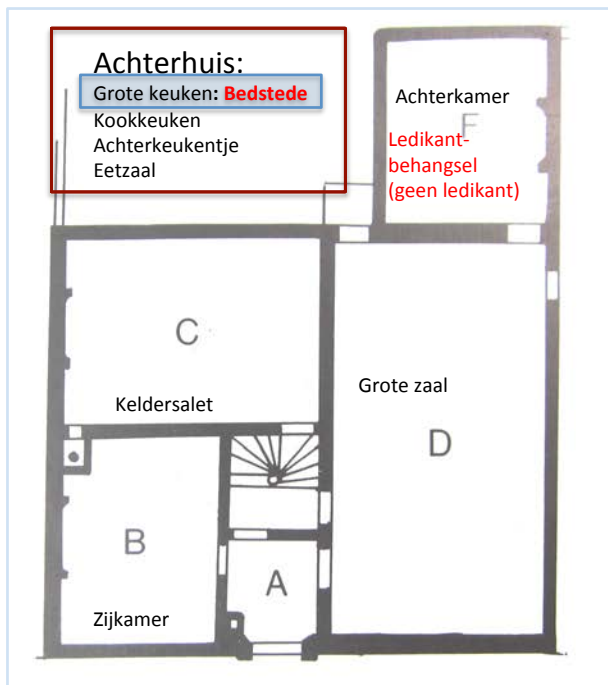 Achterhuis:
Grote keuken: Bedstede
Kookkeuken
Achterkeukentje
Eetzaal
Achterkamer
F
Ledikant-
behangsel
(geen ledikant)
C
Keldersalet
Grote zaal
D
B
A
Zijkamer